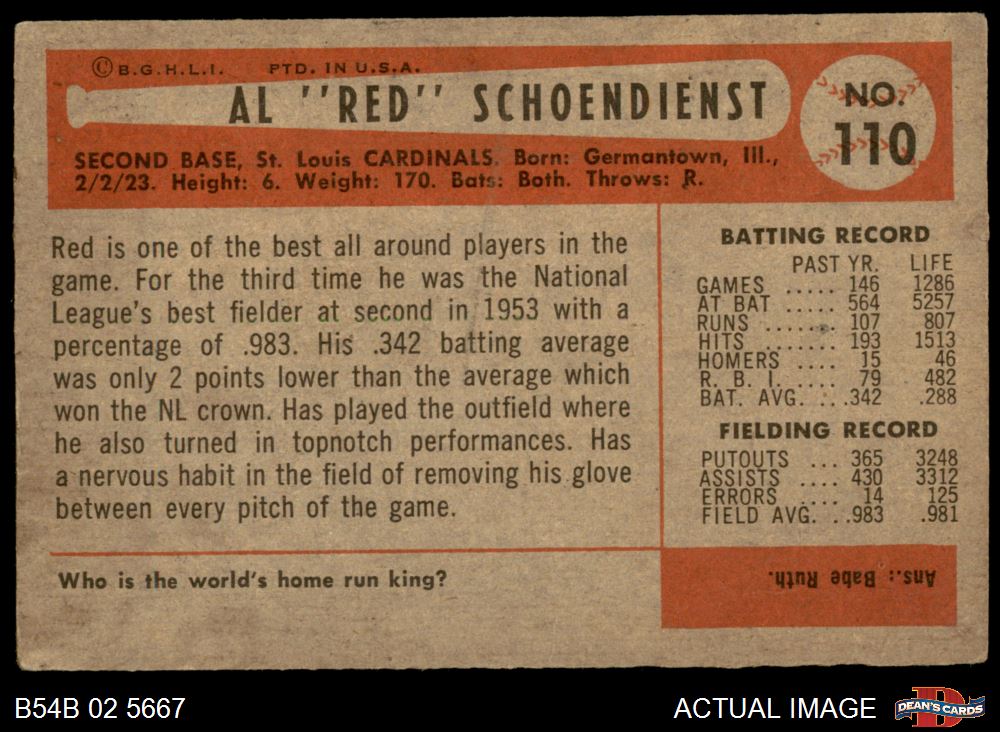 © B.G.H.L.I. PTD. IN U.S.A.
AL "RED" SCHOENDIENST
NO.
110
SECOND BASE, St. Louis CARDINALS. Born: Germantown, Ill.,
2/2/23. Height: 6. Weight: 170. Bats: Both. Throws: R.
Red is one of the best all around players in the
game. For the third time he was the National
League's best fielder at second in 1953 with a
percentage of .983. His .342 batting average
was only 2 points lower than the average which
won the NL crown. Has played the outfield where
he also turned in topnotch performances. Has
a nervous habit in the field of removing his glove
between every pitch of the game.
BATTING RECORD
PAST YR. LIFE
GAMES ..... 146 1286
AT BAT ..... 564 5257
RUNS ....... 107 807
HITS ....... 193 1513
HOMERS .... 15 46
R. B. I. .... 79 482
BAT. AVG. .. .342 .288
FIELDING RECORD
PUTOUTS ... 365 3248
ASSISTS .... 430 3312
ERRORS .... 14 125
FIELD AVG. . .983 .981
Who is the world's home run king?
Ans.: Babe Ruth.
B54B 02 5667
ACTUAL IMAGE
D
DEAN'S CARDS